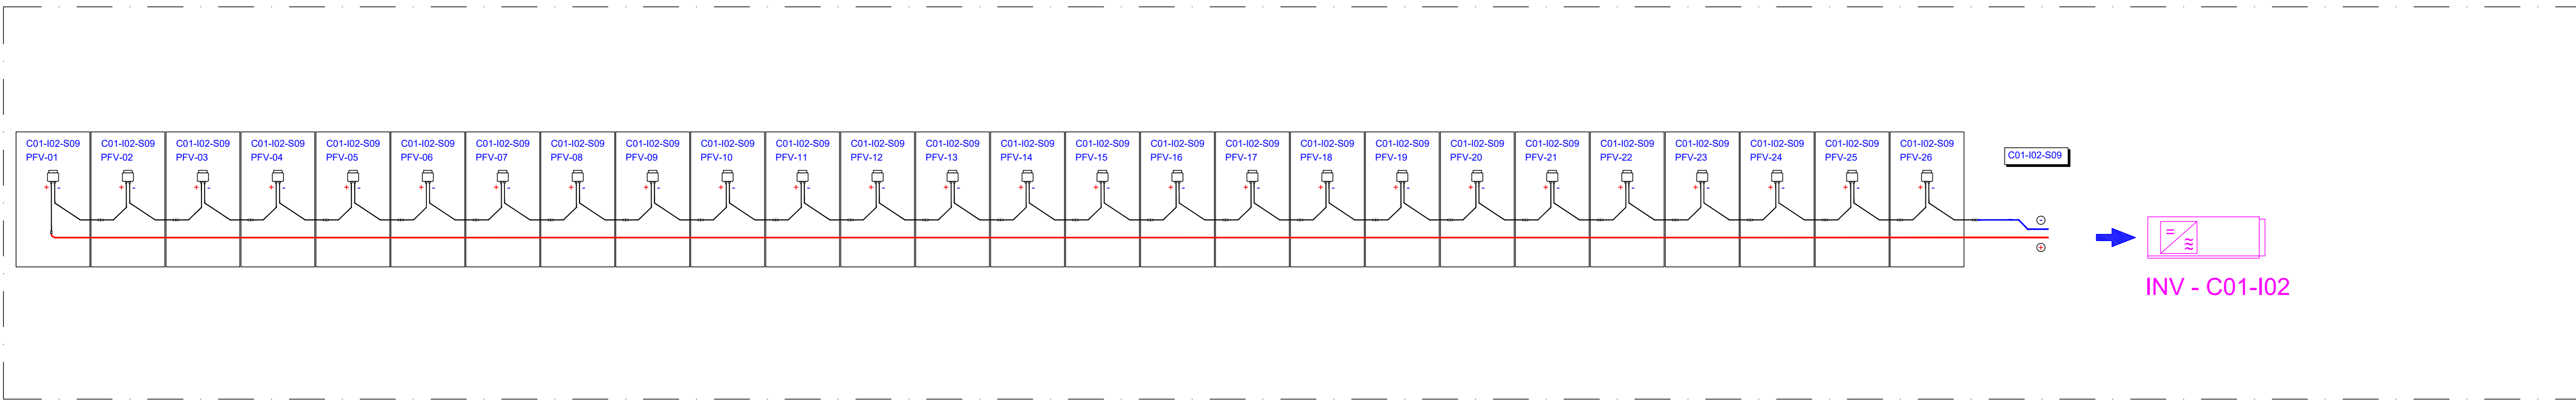 C01-I02-S09 C01-I02-S09 C01-I02-S09 C01-I02-S09 C01-I02-S09 C01-I02-S09 C01-I02-S09 C01-I02-S09 C01-I02-S09 C01-I02-S09 C01-I02-S09 C01-I02-S09 C01-I02-S09 C01-I02-S09 C01-I02-S09 C01-I02-S09 C01-I02-S09 C01-I02-S09 C01-I02-S09 C01-I02-S09 C01-I02-S09 C01-I02-S09 C01-I02-S09 C01-I02-S09 C01-I02-S09 C01-I02-S09
PFV-01 PFV-02 PFV-03 PFV-04 PFV-05 PFV-06 PFV-07 PFV-08 PFV-09 PFV-10 PFV-11 PFV-12 PFV-13 PFV-14 PFV-15 PFV-16 PFV-17 PFV-18 PFV-19 PFV-20 PFV-21 PFV-22 PFV-23 PFV-24 PFV-25 PFV-26
C01-I02-S09
+ - + - + - + - + - + - + - + - + - + - + - + - + - + - + - + - + - + - + - + - + - + - + - + - + - + -
-
+
INV - C01-I02